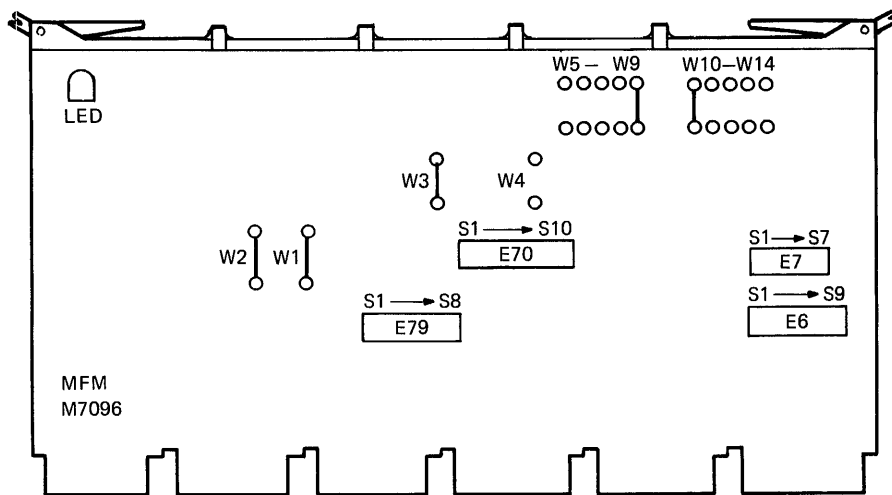 W5 – W9
W10–W14
LED
W3
W4
S1 → S10
E70
W2
W1
S1 → S7
E7
S1 → S8
E79
S1 → S9
E6
MFM
M7096